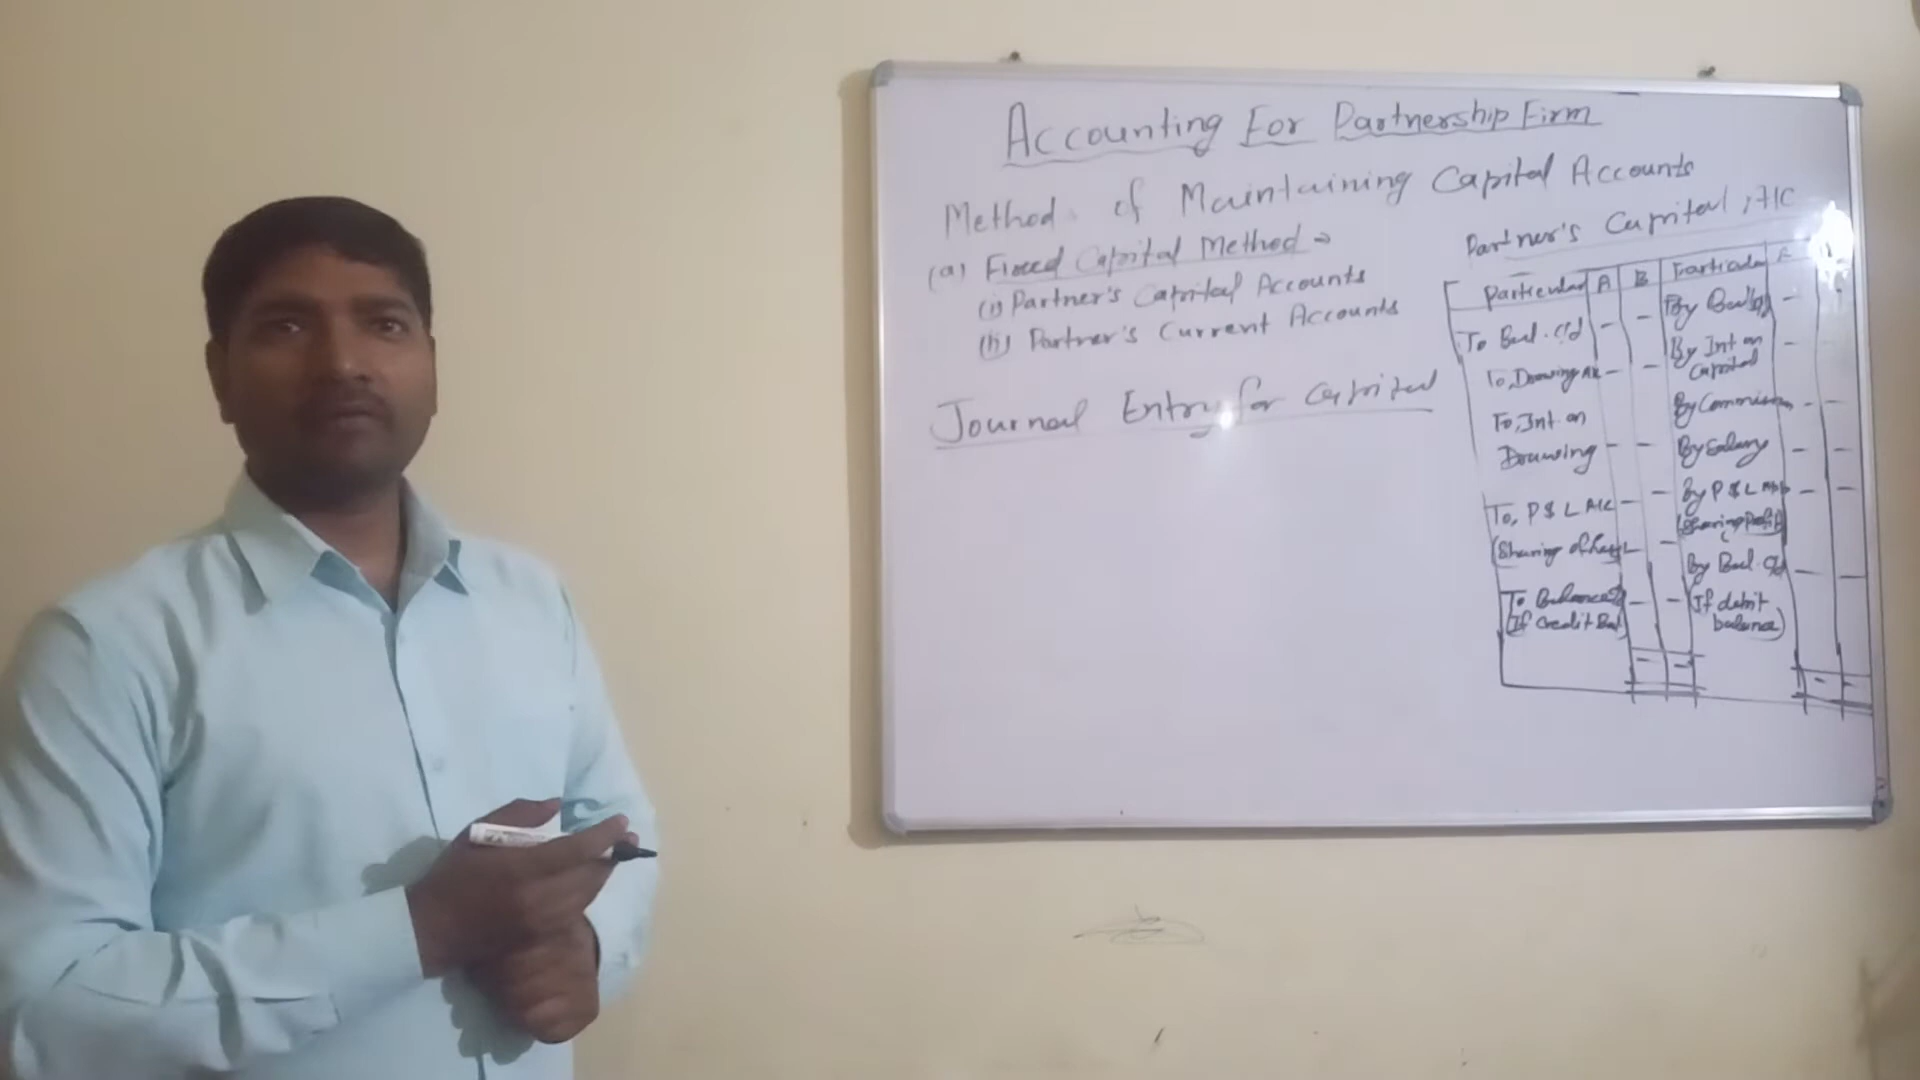 Accounting For Partnership Firm
Method of Maintaining Capital Accounts
(a) Fixed Capital Method →
(i) Partner's Capital Accounts
(ii) Partner's Current Accounts
Journal Entry for Capital
Partner's Capital A/C
Particular A B Particular
To Bal. c/d - - By Bal b/d -
To, Drawing A/c - - By Int on Capital -
To, Int. on Drawing - - By Commission - -
By Salary - -
To, P & L A/C - - By P & L App - -
(Sharing of Loss) - (Sharing Profit)
To Balance c/d - - By Bal. c/d - -
(If Credit Bal) (If debit balance)
- - - -